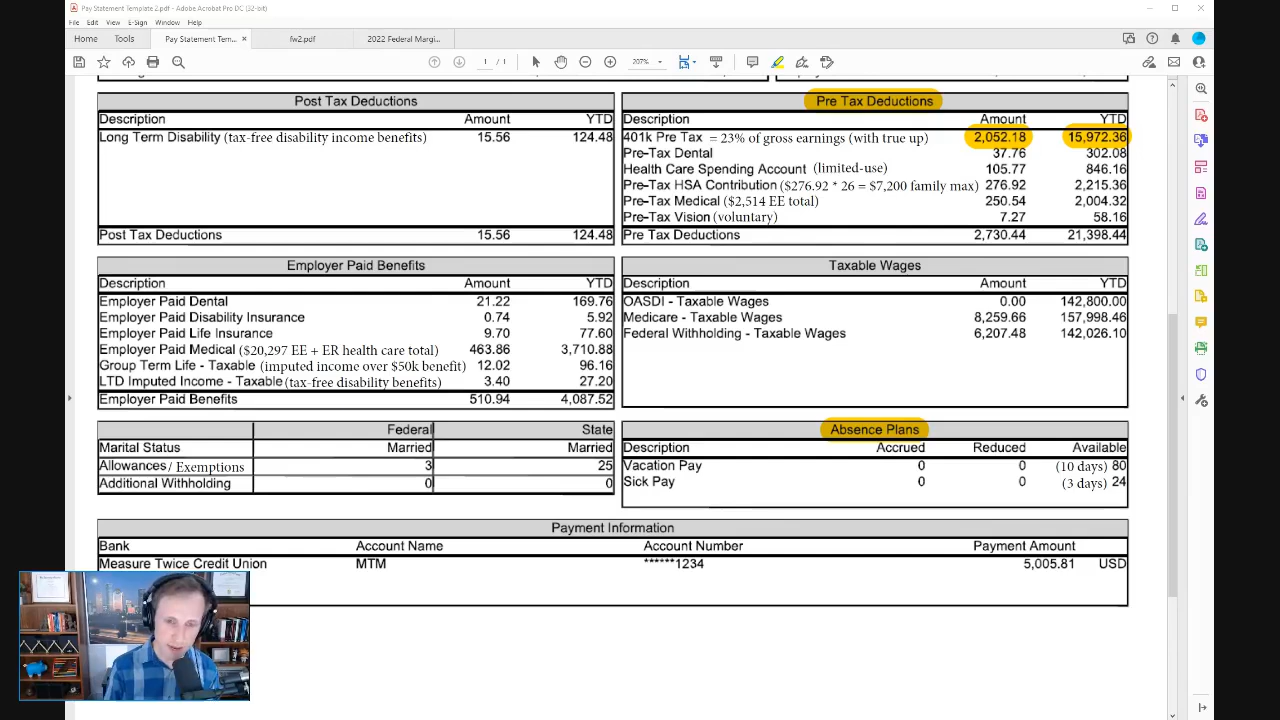 Pay Statement Template 2.pdf - Adobe Acrobat Pro DC (32-bit)
File Edit View E-Sign Window Help
Home Tools Pay Statement Tem... × fw2.pdf 2022 Federal Margi...
1 / 1 207%
Post Tax Deductions
Description Amount YTD
Long Term Disability (tax-free disability income benefits) 15.56 124.48
Post Tax Deductions 15.56 124.48
Pre Tax Deductions
Description Amount YTD
401k Pre Tax = 23% of gross earnings (with true up) 2,052.18 15,972.36
Pre-Tax Dental 37.76 302.08
Health Care Spending Account (limited-use) 105.77 846.16
Pre-Tax HSA Contribution ($276.92 * 26 = $7,200 family max) 276.92 2,215.36
Pre-Tax Medical ($2,514 EE total) 250.54 2,004.32
Pre-Tax Vision (voluntary) 7.27 58.16
Pre Tax Deductions 2,730.44 21,398.44
Employer Paid Benefits
Description Amount YTD
Employer Paid Dental 21.22 169.76
Employer Paid Disability Insurance 0.74 5.92
Employer Paid Life Insurance 9.70 77.60
Employer Paid Medical ($20,297 EE + ER health care total) 463.86 3,710.88
Group Term Life - Taxable (imputed income over $50k benefit) 12.02 96.16
LTD Imputed Income - Taxable (tax-free disability benefits) 3.40 27.20
Employer Paid Benefits 510.94 4,087.52
Taxable Wages
Description Amount YTD
OASDI - Taxable Wages 0.00 142,800.00
Medicare - Taxable Wages 8,259.66 157,998.46
Federal Withholding - Taxable Wages 6,207.48 142,026.10
Federal State
Marital Status Married Married
Allowances / Exemptions 3 25
Additional Withholding 0 0
Absence Plans
Description Accrued Reduced Available
Vacation Pay 0 0 (10 days) 80
Sick Pay 0 0 (3 days) 24
Payment Information
Bank Account Name Account Number Payment Amount
Measure Twice Credit Union MTM ******1234 5,005.81 USD